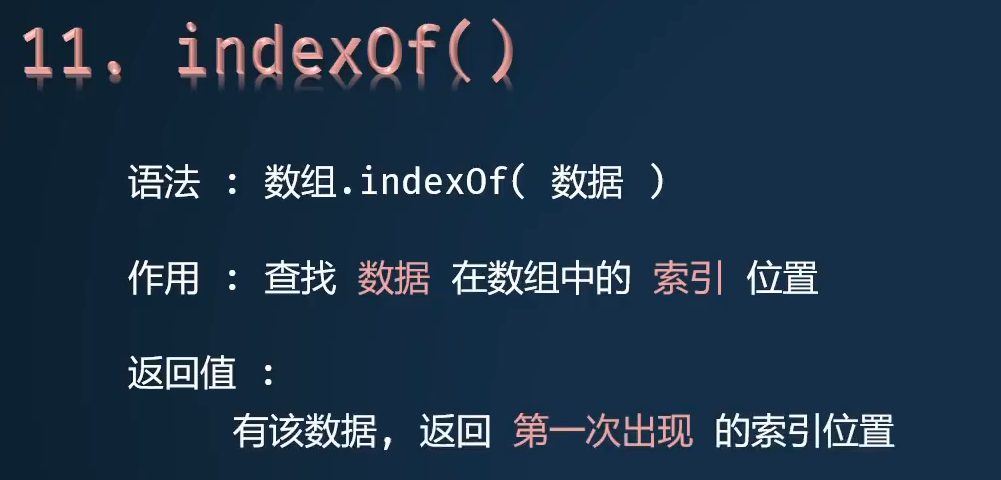 11. indexOf()
语法 : 数组.indexOf( 数据 )
作用 : 查找 数据 在数组中的 索引 位置
返回值 :
有该数据, 返回 第一次出现 的索引位置